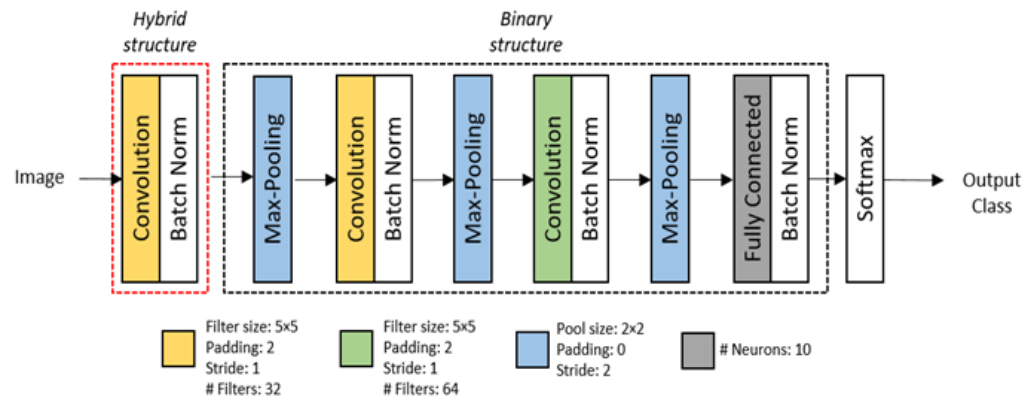 Hybrid
structure
Binary
structure
Image
Convolution
Batch Norm
Max-Pooling
Convolution
Batch Norm
Max-Pooling
Convolution
Batch Norm
Max-Pooling
Fully Connected
Batch Norm
Softmax
Output
Class
Filter size: 5×5
Padding: 2
Stride: 1
# Filters: 32
Filter size: 5×5
Padding: 2
Stride: 1
# Filters: 64
Pool size: 2×2
Padding: 0
Stride: 2
# Neurons: 10